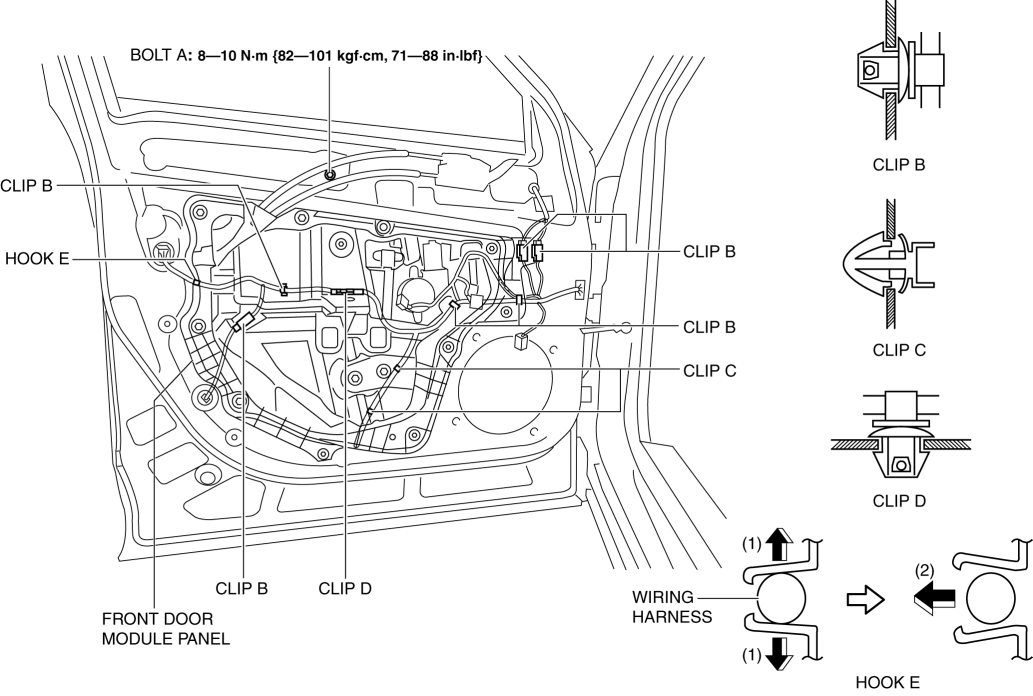 BOLT A: 8—10 N·m {82—101 kgf·cm, 71—88 in·lbf}
CLIP B
CLIP B
HOOK E
CLIP B
CLIP B
CLIP C
CLIP C
CLIP D
CLIP B
CLIP D
FRONT DOOR
MODULE PANEL
(1)
(2)
WIRING
HARNESS
(1)
HOOK E